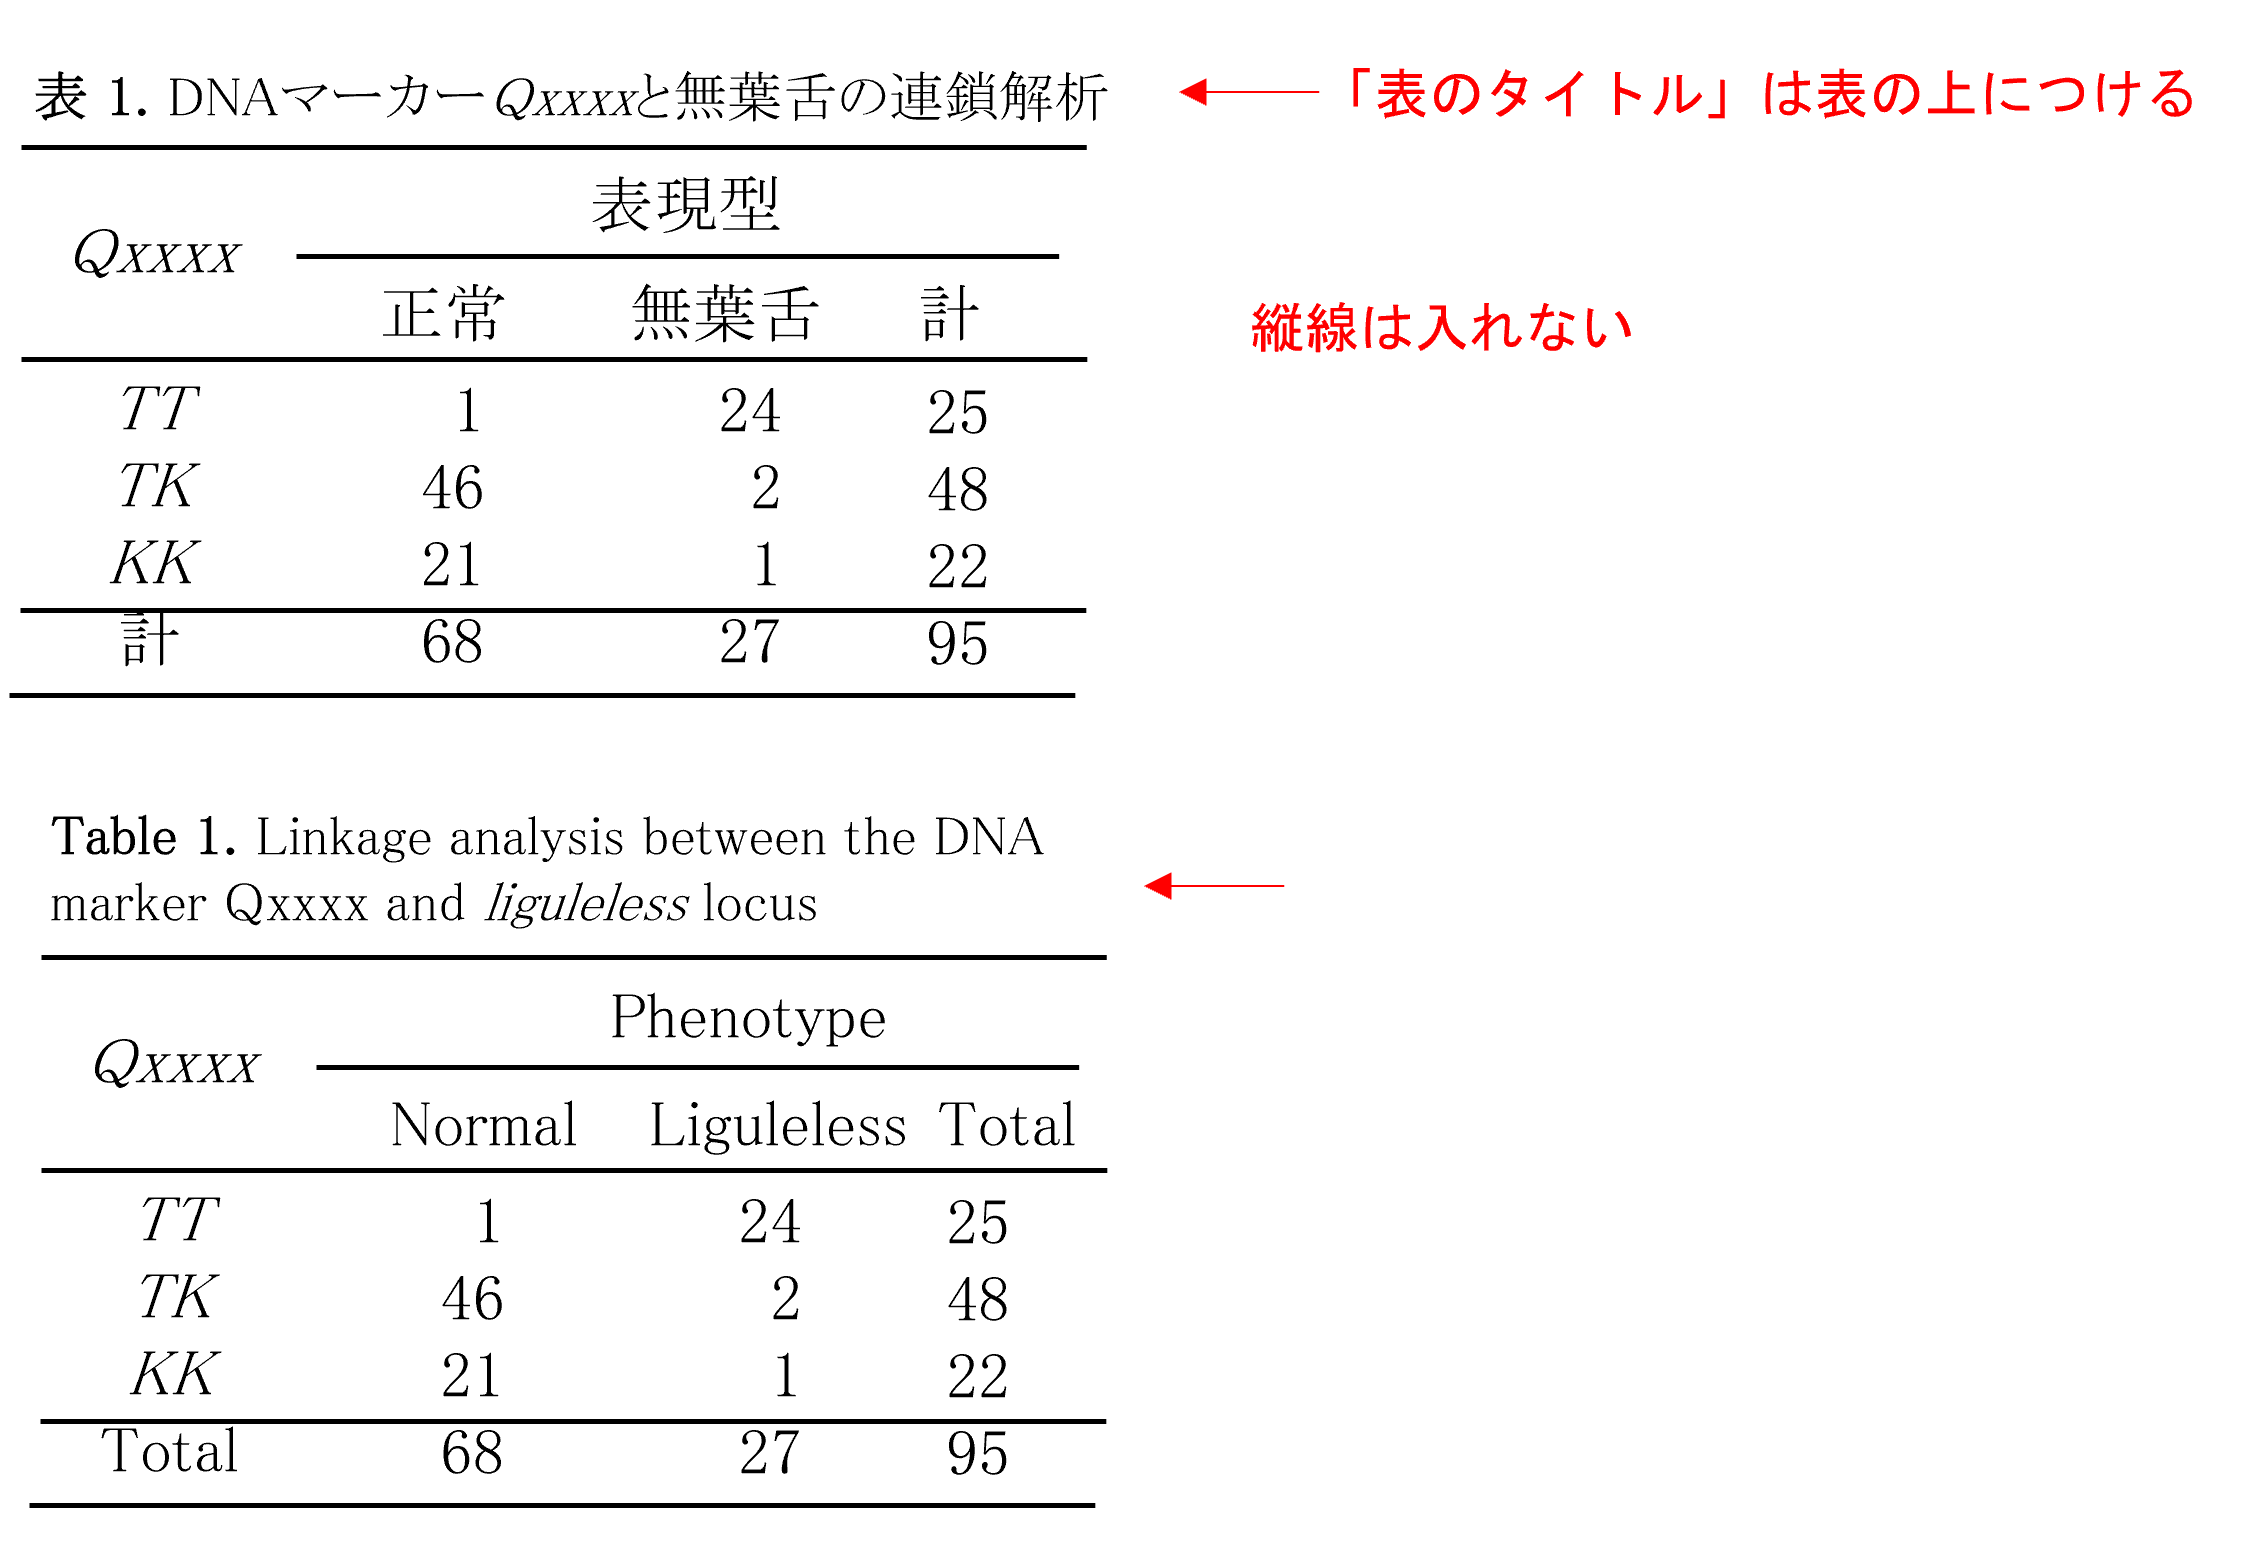 表 1. DNAマーカーQxxxxと無葉舌の連鎖解析
「表のタイトル」は表の上につける
表現型
Qxxxx
正常 無葉舌 計
縦線は入れない
TT 1 24 25
TK 46 2 48
KK 21 1 22
計 68 27 95
Table 1. Linkage analysis between the DNA
marker Qxxxx and liguleless locus
Phenotype
Qxxxx
Normal Liguleless Total
TT 1 24 25
TK 46 2 48
KK 21 1 22
Total 68 27 95